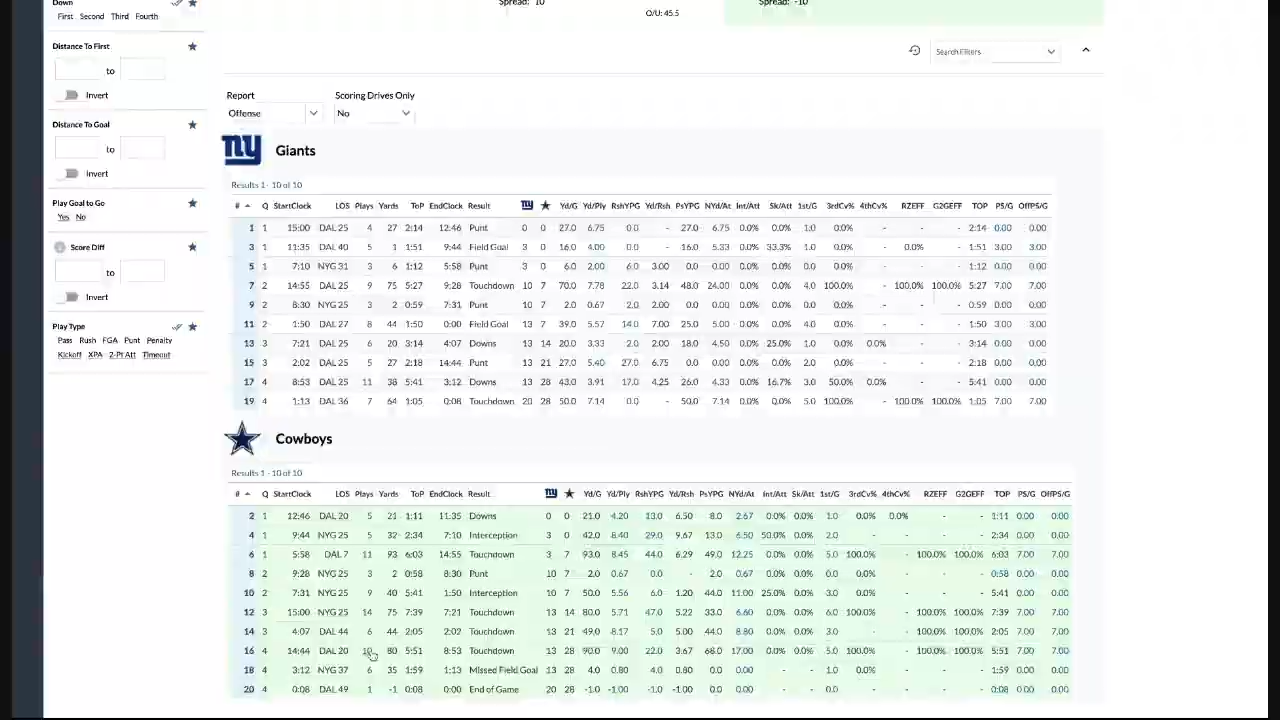 Down
First Second Third Fourth
Distance To First
to
Invert
Distance To Goal
to
Invert
Play Goal to Go
Yes No
Score Diff
to
Invert
Play Type
Pass Rush FGA Punt Penalty
Kickoff XPA 2-Pt Att Timeout
Spread: 10
O/U: 45.5
Spread: -10
Search Filters
Report
Offense
Scoring Drives Only
No
ny Giants
Results 1 - 10 of 10
# Q StartClock LOS Plays Yards ToP EndClock Result ny Yd/G Yd/Ply RshYPG Yd/Rsh PsYPG NYd/At Int/Att Sk/Att 1st/G 3rdCv% 4thCv% RZEFF G2GEFF TOP PS/G OffPS/G
1 1 15:00 DAL 25 4 27 2:14 12:46 Punt 0 0 27.0 6.75 0.0 - 27.0 6.75 0.0% 0.0% 1.0 0.0% - - - 2:14 0.00 0.00
3 1 11:35 DAL 40 5 1 1:51 9:44 Field Goal 3 0 16.0 4.00 0.0 - 16.0 5.33 0.0% 33.3% 1.0 0.0% - 0.0% - 1:51 3.00 3.00
5 1 7:10 NYG 31 3 6 1:12 5:58 Punt 3 0 6.0 2.00 6.0 3.00 0.0 0.00 0.0% 0.0% 0.0 0.0% - - - 1:12 0.00 0.00
7 2 14:55 DAL 25 9 75 5:27 9:28 Touchdown 10 7 70.0 7.78 22.0 3.14 48.0 24.00 0.0% 0.0% 4.0 100.0% - 100.0% 100.0% 5:27 7.00 7.00
9 2 8:30 NYG 25 3 2 0:59 7:31 Punt 10 7 2.0 0.67 2.0 2.00 0.0 0.00 0.0% 0.0% 0.0 0.0% - - - 0:59 0.00 0.00
11 2 1:50 DAL 27 8 44 1:50 0:00 Field Goal 13 7 39.0 5.57 14.0 7.00 25.0 5.00 0.0% 0.0% 4.0 0.0% - - - 1:50 3.00 3.00
13 3 7:21 DAL 25 6 20 3:14 4:07 Downs 13 14 20.0 3.33 2.0 2.00 18.0 4.50 0.0% 25.0% 1.0 0.0% 0.0% - - 3:14 0.00 0.00
15 3 2:02 DAL 25 5 27 2:18 14:44 Punt 13 21 27.0 5.40 27.0 6.75 0.0 0.00 0.0% 0.0% 2.0 0.0% - - - 2:18 0.00 0.00
17 4 8:53 DAL 25 11 38 5:41 3:12 Downs 13 28 43.0 3.91 17.0 4.25 26.0 4.33 0.0% 16.7% 3.0 50.0% 0.0% - - 5:41 0.00 0.00
19 4 1:13 DAL 36 7 64 1:05 0:08 Touchdown 20 28 50.0 7.14 0.0 - 50.0 7.14 0.0% 0.0% 5.0 100.0% - 100.0% 100.0% 1:05 7.00 7.00
Cowboys
Results 1 - 10 of 10
# Q StartClock LOS Plays Yards ToP EndClock Result ny Yd/G Yd/Ply RshYPG Yd/Rsh PsYPG NYd/At Int/Att Sk/Att 1st/G 3rdCv% 4thCv% RZEFF G2GEFF TOP PS/G OffPS/G
2 1 12:46 DAL 20 5 21 1:11 11:35 Downs 0 0 21.0 4.20 13.0 6.50 8.0 2.67 0.0% 0.0% 1.0 0.0% 0.0% - - 1:11 0.00 0.00
4 1 9:44 NYG 25 5 32 2:34 7:10 Interception 3 0 42.0 8.40 29.0 9.67 13.0 6.50 50.0% 0.0% 2.0 - - - - 2:34 0.00 0.00
6 1 5:58 DAL 7 11 93 6:03 14:55 Touchdown 3 7 93.0 8.45 44.0 6.29 49.0 12.25 0.0% 0.0% 5.0 100.0% - 100.0% 100.0% 6:03 7.00 7.00
8 2 9:28 NYG 25 3 2 0:58 8:30 Punt 10 7 2.0 0.67 0.0 - 2.0 0.67 0.0% 0.0% 0.0 0.0% - - - 0:58 0.00 0.00
10 2 7:31 NYG 25 9 40 5:41 1:50 Interception 10 7 50.0 5.56 6.0 1.20 44.0 11.00 25.0% 0.0% 3.0 0.0% - - - 5:41 0.00 0.00
12 3 15:00 NYG 25 14 75 7:39 7:21 Touchdown 13 14 80.0 5.71 47.0 5.22 33.0 6.60 0.0% 0.0% 6.0 100.0% - 100.0% 100.0% 7:39 7.00 7.00
14 3 4:07 DAL 44 6 44 2:05 2:02 Touchdown 13 21 49.0 8.17 5.0 5.00 44.0 8.80 0.0% 0.0% 3.0 - - 100.0% 100.0% 2:05 7.00 7.00
16 4 14:44 DAL 20 10 80 5:51 8:53 Touchdown 13 28 90.0 9.00 22.0 3.67 68.0 17.00 0.0% 0.0% 5.0 100.0% - 100.0% 100.0% 5:51 7.00 7.00
18 4 3:12 NYG 37 6 35 1:59 1:13 Missed Field Goal 13 28 4.0 0.80 4.0 0.80 0.0 0.00 - - 1.0 0.0% - - - 1:59 0.00 0.00
20 4 0:08 DAL 49 1 -1 0:08 0:00 End of Game 20 28 -1.0 -1.00 -1.0 -1.00 0.0 0.00 - - 0.0 - - - - 0:08 0.00 0.00